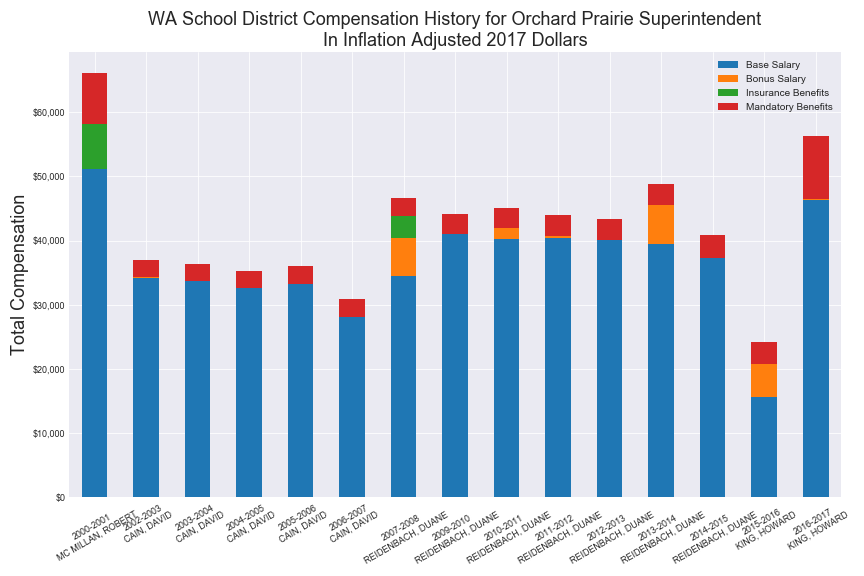 WA School District Compensation History for Orchard Prairie Superintendent
In Inflation Adjusted 2017 Dollars
Base Salary
Bonus Salary
Insurance Benefits
Mandatory Benefits
Total Compensation
$60,000
$50,000
$40,000
$30,000
$20,000
$10,000
$0
2000-2001
MC MILLAN, ROBERT
2002-2003
CAIN, DAVID
2003-2004
CAIN, DAVID
2004-2005
CAIN, DAVID
2005-2006
CAIN, DAVID
2006-2007
CAIN, DAVID
2007-2008
REIDENBACH, DUANE
2009-2010
REIDENBACH, DUANE
2010-2011
REIDENBACH, DUANE
2011-2012
REIDENBACH, DUANE
2012-2013
REIDENBACH, DUANE
2013-2014
REIDENBACH, DUANE
2014-2015
REIDENBACH, DUANE
2015-2016
KING, HOWARD
2016-2017
KING, HOWARD